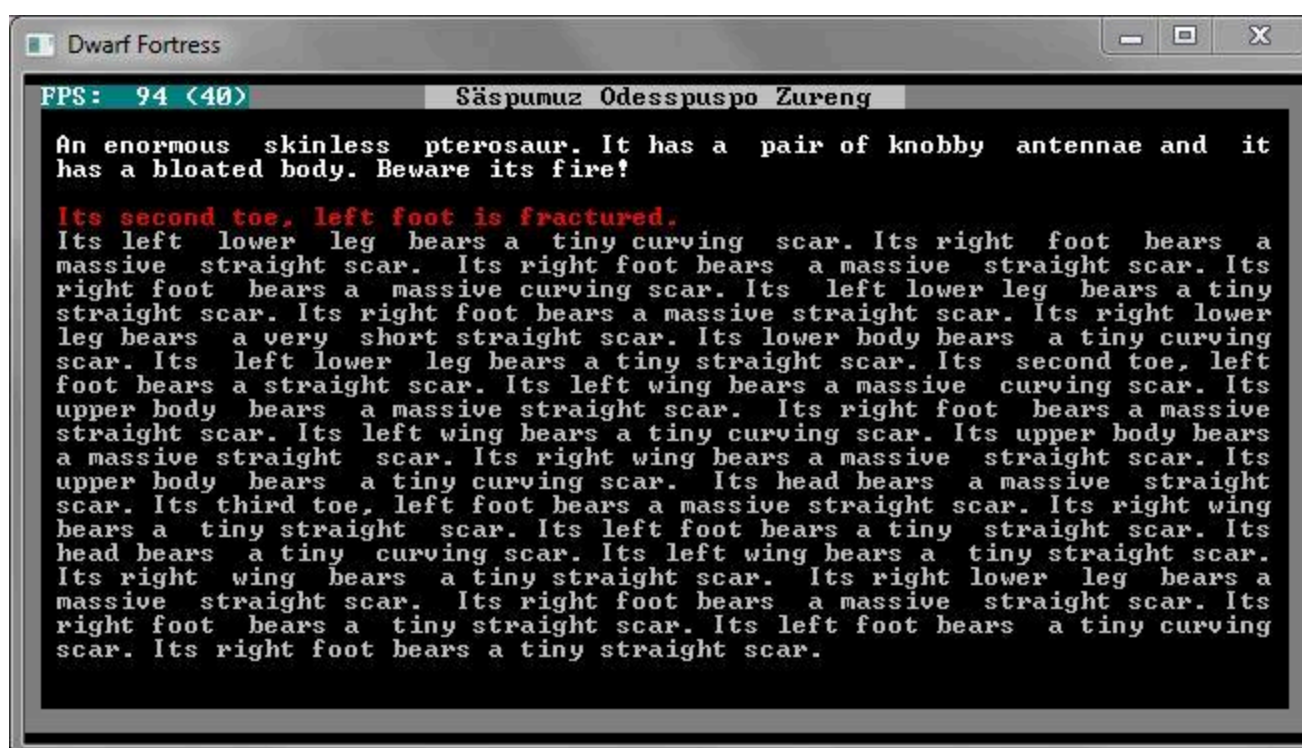 Dwarf Fortress
FPS: 94 (40) Säspumuz Odesspuspo Zureng
An enormous skinless pterosaur. It has a pair of knobby antennae and it
has a bloated body. Beware its fire!
Its second toe, left foot is fractured.
Its left lower leg bears a tiny curving scar. Its right foot bears a
massive straight scar. Its right foot bears a massive straight scar. Its
right foot bears a massive curving scar. Its left lower leg bears a tiny
straight scar. Its right foot bears a massive straight scar. Its right lower
leg bears a very short straight scar. Its lower body bears a tiny curving
scar. Its left lower leg bears a tiny straight scar. Its second toe, left
foot bears a straight scar. Its left wing bears a massive curving scar. Its
upper body bears a massive straight scar. Its right foot bears a massive
straight scar. Its left wing bears a tiny curving scar. Its upper body bears
a massive straight scar. Its right wing bears a massive straight scar. Its
upper body bears a tiny curving scar. Its head bears a massive straight
scar. Its third toe, left foot bears a massive straight scar. Its right wing
bears a tiny straight scar. Its left foot bears a tiny straight scar. Its
head bears a tiny curving scar. Its left wing bears a tiny straight scar.
Its right wing bears a tiny straight scar. Its right lower leg bears a
massive straight scar. Its right foot bears a massive straight scar. Its
right foot bears a tiny straight scar. Its left foot bears a tiny curving
scar. Its right foot bears a tiny straight scar.